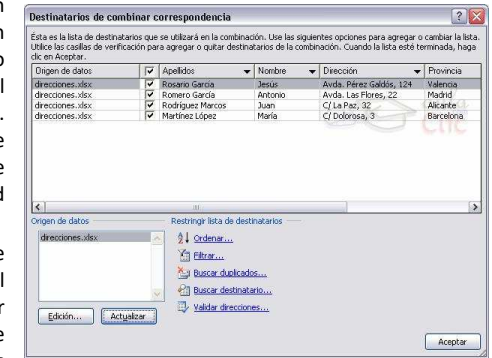 Destinatarios de combinar correspondencia
Ésta es la lista de destinatarios que se utilizará en la combinación. Use las siguientes opciones para agregar o cambiar la lista.
Utilice las casillas de verificación para agregar o quitar destinatarios de la combinación. Cuando la lista esté terminada, haga
clic en Aceptar.
Origen de datos Apellidos Nombre Dirección Provincia
direcciones.xlsx Rosario García Jesús Avda. Pérez Galdós, 124 Valencia
direcciones.xlsx Romero García Antonio Avda. Las Flores, 22 Madrid
direcciones.xlsx Rodríguez Marcos Juan C/ La Paz, 32 Alicante
direcciones.xlsx Martínez López María C/ Dolorosa, 3 Barcelona
Origen de datos Restringir lista de destinatarios
direcciones.xlsx
Ordenar...
Filtrar...
Buscar duplicados...
Buscar destinatario...
Validar direcciones...
Edición... Actualizar
Aceptar